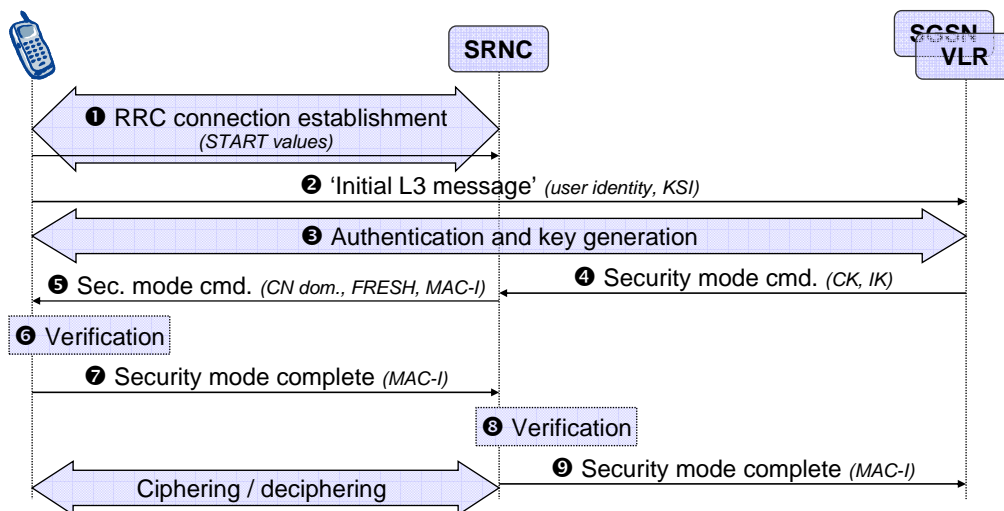 SRNC
SGSN
VLR
❶ RRC connection establishment
(START values)
❷ ‘Initial L3 message’ (user identity, KSI)
❸ Authentication and key generation
❺ Sec. mode cmd. (CN dom., FRESH, MAC-I)
❹ Security mode cmd. (CK, IK)
❻ Verification
❼ Security mode complete (MAC-I)
❽ Verification
❾ Security mode complete (MAC-I)
Ciphering / deciphering